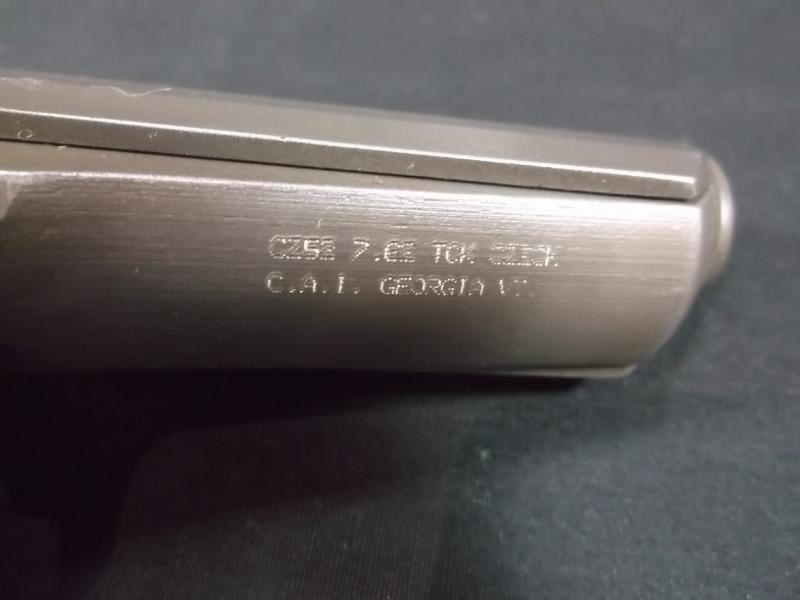 CZ52 7.62 TOK CZECH
C.A.I. GEORGIA VT.